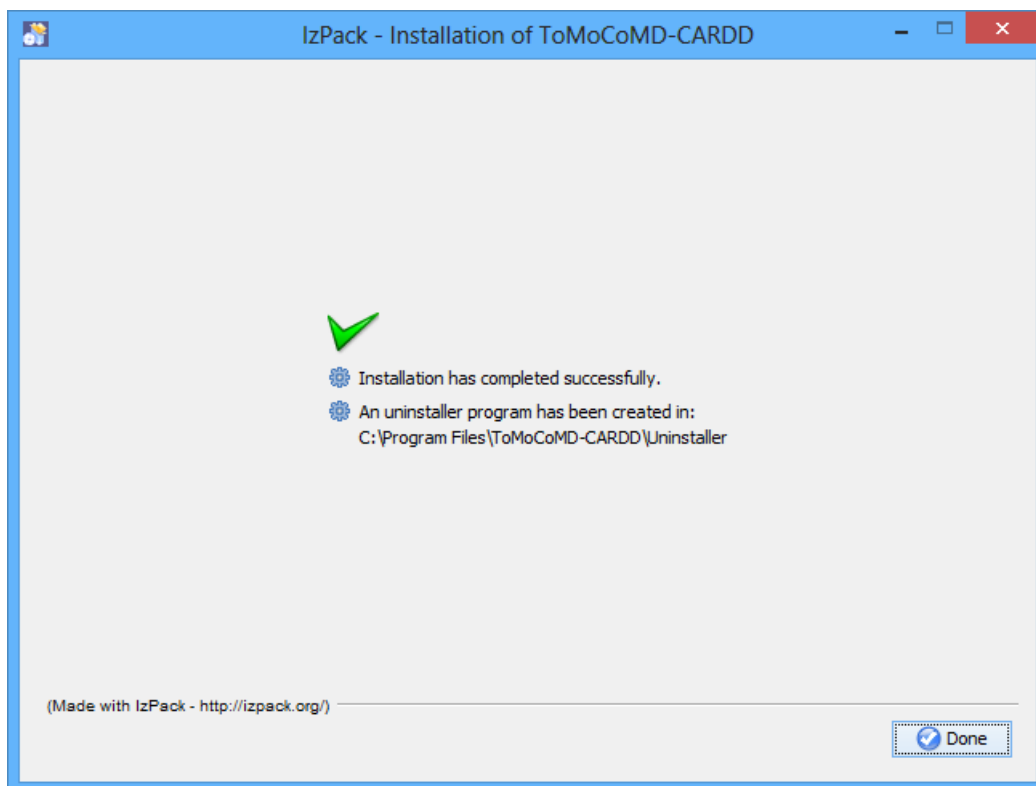 IzPack - Installation of ToMoCoMD-CARDD
Installation has completed successfully.
An uninstaller program has been created in:
C:\Program Files\ToMoCoMD-CARDD\Uninstaller
(Made with IzPack - http://izpack.org/)
Done